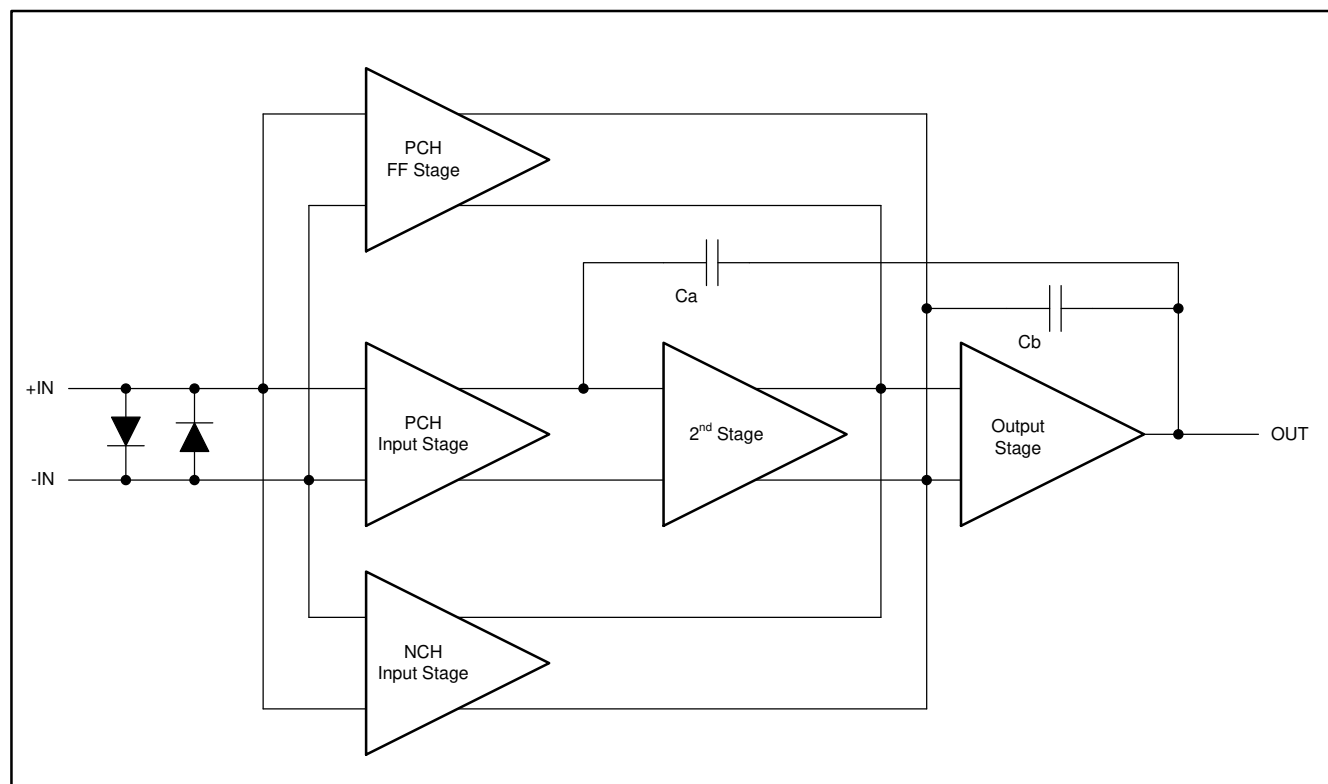 PCH
FF Stage
Ca
Cb
+IN
PCH
Input Stage
2nd Stage
Output
Stage
OUT
-IN
NCH
Input Stage